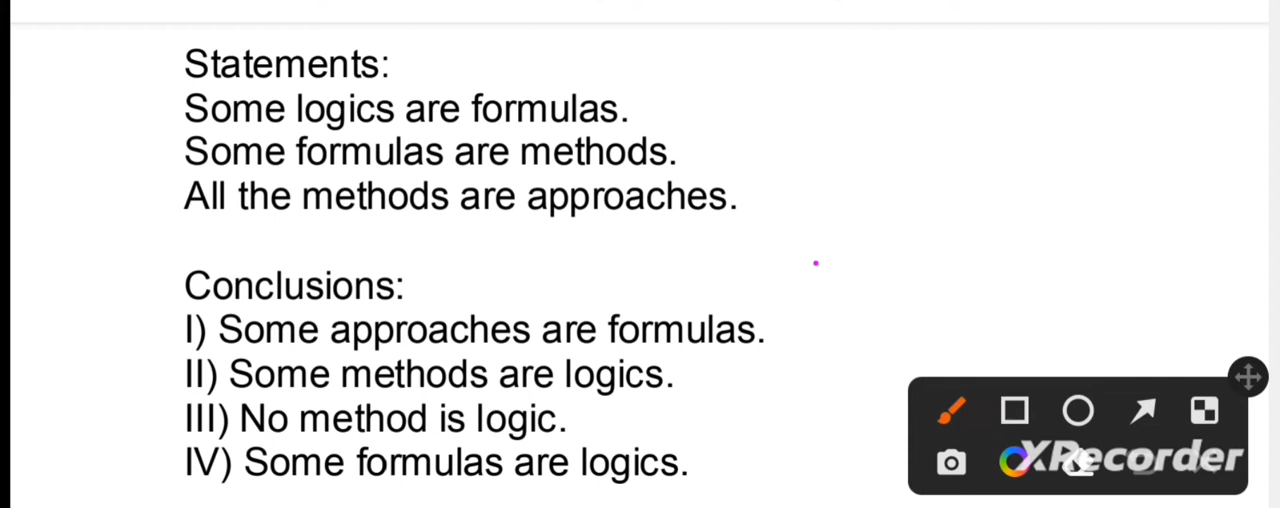 Statements:
Some logics are formulas.
Some formulas are methods.
All the methods are approaches.
Conclusions:
I) Some approaches are formulas.
II) Some methods are logics.
III) No method is logic.
IV) Some formulas are logics.
XRecorder